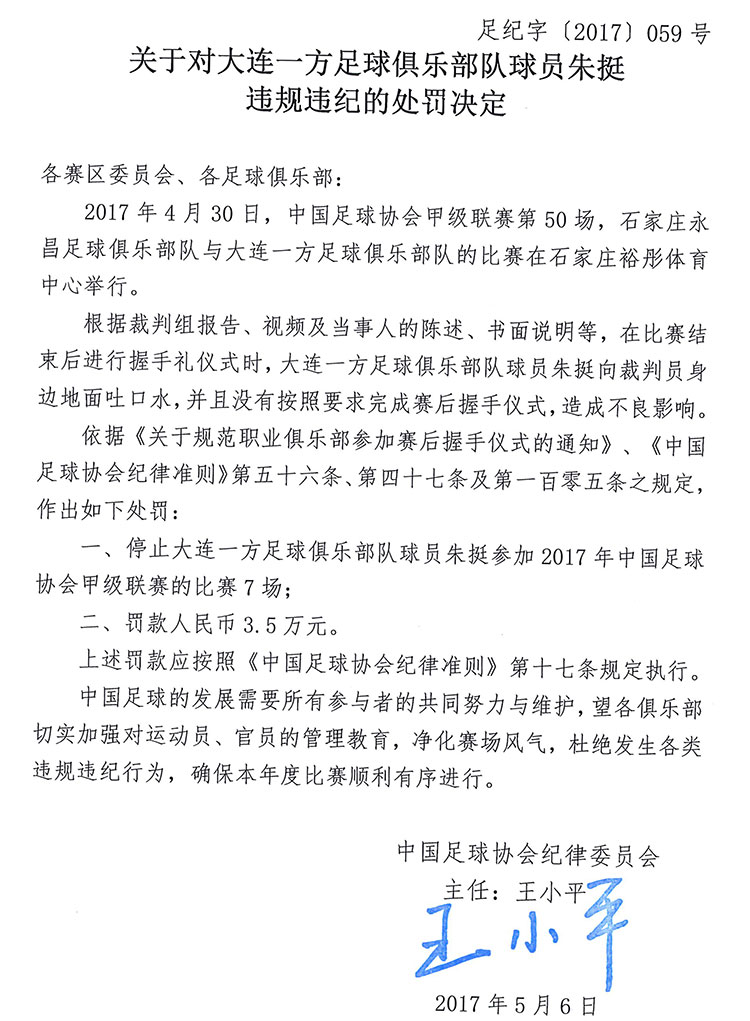 足纪字〔2017〕059号
关于对大连一方足球俱乐部队球员朱挺
违规违纪的处罚决定
各赛区委员会、各足球俱乐部：
2017年4月30日，中国足球协会甲级联赛第50场，石家庄永
昌足球俱乐部队与大连一方足球俱乐部队的比赛在石家庄裕彤体育
中心举行。
根据裁判组报告、视频及当事人的陈述、书面说明等，在比赛结
束后进行握手礼仪式时，大连一方足球俱乐部队球员朱挺向裁判员身
边地面吐口水，并且没有按照要求完成赛后握手仪式，造成不良影响。
依据《关于规范职业俱乐部参加赛后握手仪式的通知》、《中国
足球协会纪律准则》第五十六条、第四十七条及第一百零五条之规定，
作出如下处罚：
一、停止大连一方足球俱乐部队球员朱挺参加2017年中国足球
协会甲级联赛的比赛7场；
二、罚款人民币3.5万元。
上述罚款应按照《中国足球协会纪律准则》第十七条规定执行。
中国足球的发展需要所有参与者的共同努力与维护，望各俱乐部
切实加强对运动员、官员的管理教育，净化赛场风气，杜绝发生各类
违规违纪行为，确保本年度比赛顺利有序进行。
中国足球协会纪律委员会
主任：王小平
王小平
2017年5月6日